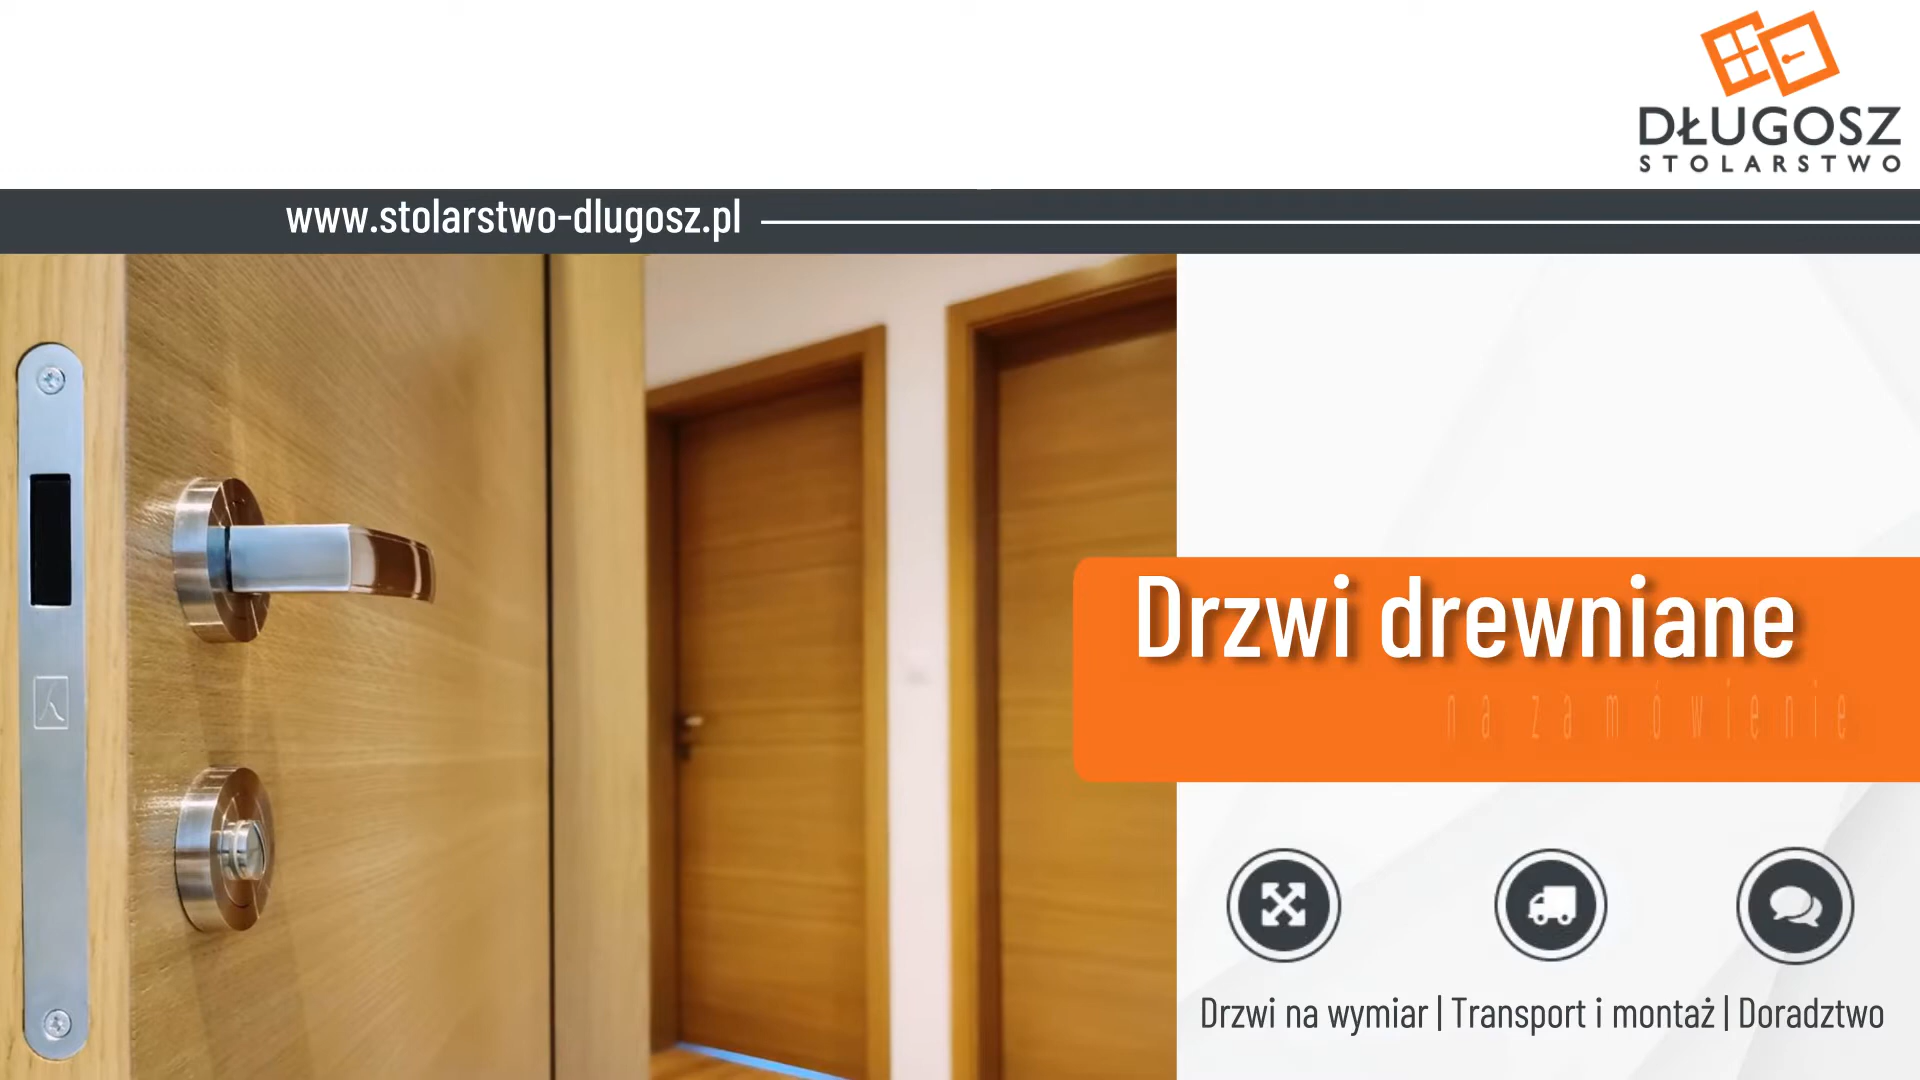 DŁUGOSZ
STOLARSTWO
www.stolarstwo-dlugosz.pl
Drzwi drewniane
na zamówienie
Drzwi na wymiar | Transport i montaż | Doradztwo